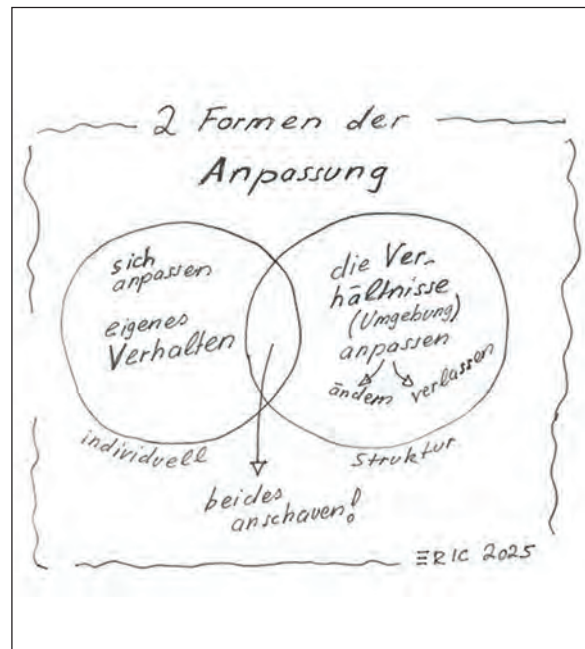 2 Formen der
Anpassung
sich
anpassen
eigenes
Verhalten
individuell
die Ver-
hältnisse
(Umgebung)
anpassen
ändern
verlassen
Struktur
beides
anschauen!
ERIC 2025